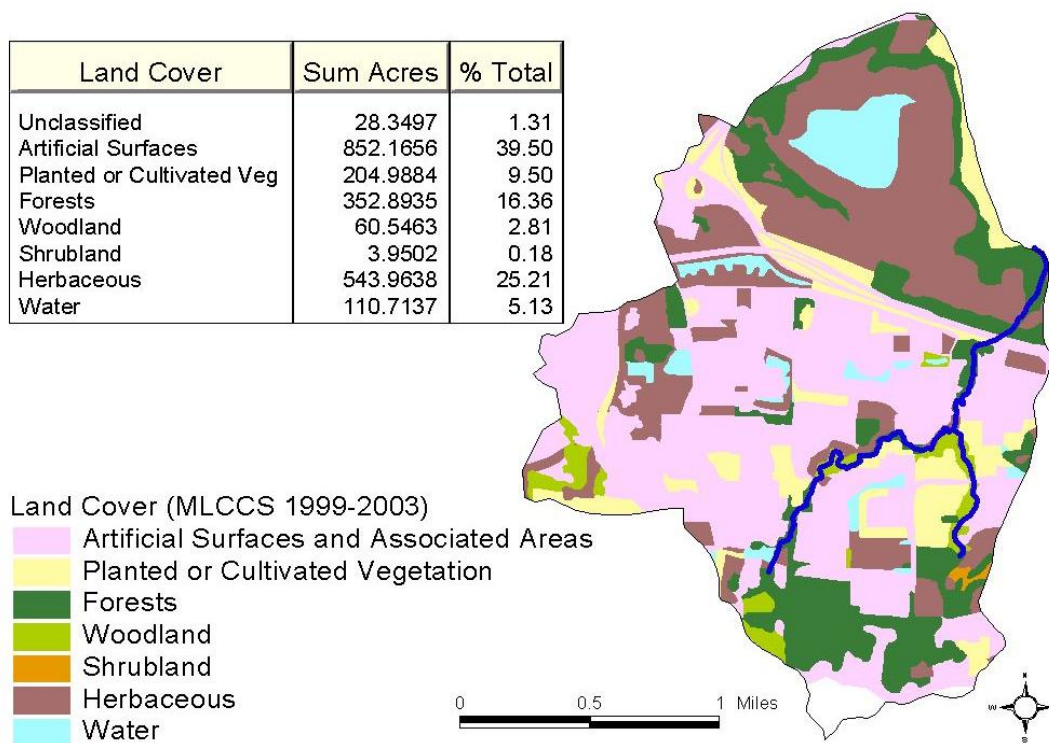 Land Cover Sum Acres % Total
Unclassified 28.3497 1.31
Artificial Surfaces 852.1656 39.50
Planted or Cultivated Veg 204.9884 9.50
Forests 352.8935 16.36
Woodland 60.5463 2.81
Shrubland 3.9502 0.18
Herbaceous 543.9638 25.21
Water 110.7137 5.13
Land Cover (MLCCS 1999-2003)
Artificial Surfaces and Associated Areas
Planted or Cultivated Vegetation
Forests
Woodland
Shrubland
Herbaceous
Water
0 0.5 1 Miles
N
W E
S